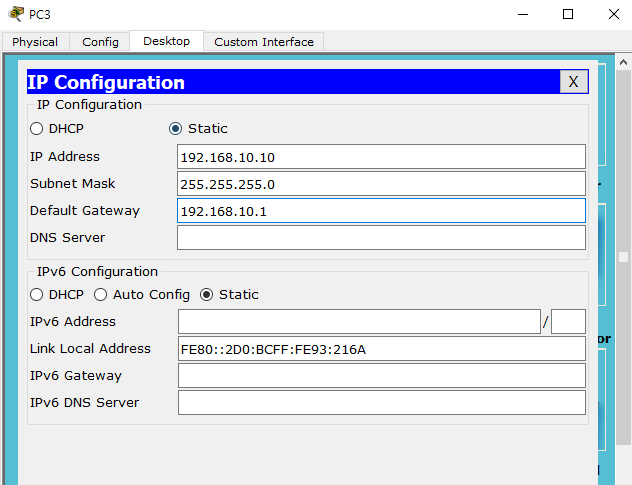 PC3
Physical Config Desktop Custom Interface
IP Configuration X
IP Configuration
DHCP Static
IP Address 192.168.10.10
Subnet Mask 255.255.255.0
Default Gateway 192.168.10.1
DNS Server
IPv6 Configuration
DHCP Auto Config Static
IPv6 Address /
Link Local Address FE80::2D0:BCFF:FE93:216A
IPv6 Gateway
IPv6 DNS Server